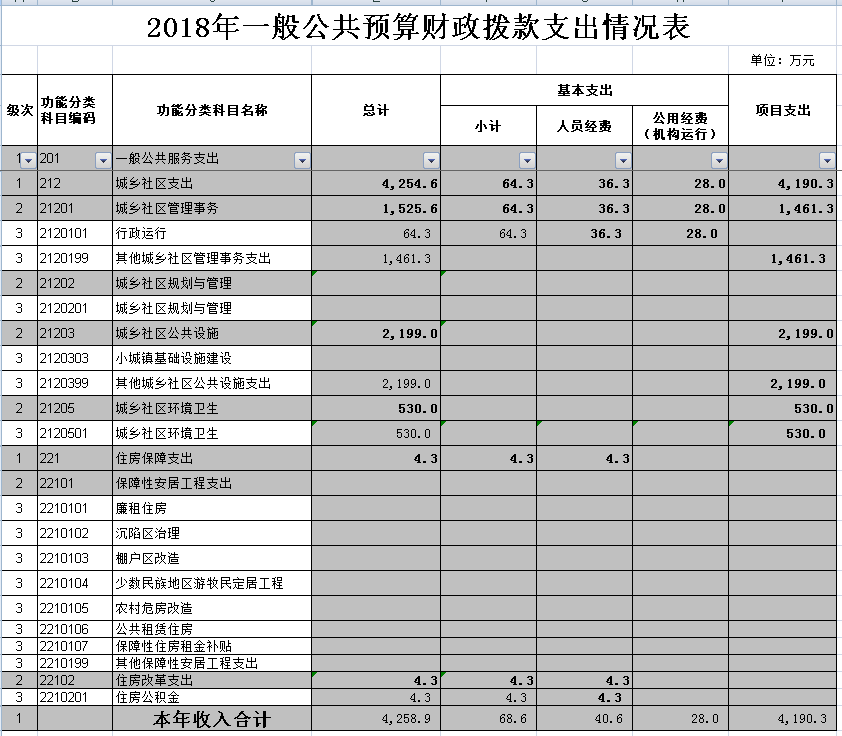 2018年一般公共预算财政拨款支出情况表
单位：万元
级次 功能分类科目编码 功能分类科目名称 总计 基本支出 项目支出
小计 人员经费 公用经费（机构运行）
1 201 一般公共服务支出
1 212 城乡社区支出 4,254.6 64.3 36.3 28.0 4,190.3
2 21201 城乡社区管理事务 1,525.6 64.3 36.3 28.0 1,461.3
3 2120101 行政运行 64.3 64.3 36.3 28.0
3 2120199 其他城乡社区管理事务支出 1,461.3 1,461.3
2 21202 城乡社区规划与管理
3 2120201 城乡社区规划与管理
2 21203 城乡社区公共设施 2,199.0 2,199.0
3 2120303 小城镇基础设施建设
3 2120399 其他城乡社区公共设施支出 2,199.0 2,199.0
2 21205 城乡社区环境卫生 530.0 530.0
3 2120501 城乡社区环境卫生 530.0 530.0
1 221 住房保障支出 4.3 4.3 4.3
2 22101 保障性安居工程支出
3 2210101 廉租住房
3 2210102 沉陷区治理
3 2210103 棚户区改造
3 2210104 少数民族地区游牧民定居工程
3 2210105 农村危房改造
3 2210106 公共租赁住房
3 2210107 保障性住房租金补贴
3 2210199 其他保障性安居工程支出
2 22102 住房改革支出 4.3 4.3 4.3
3 2210201 住房公积金 4.3 4.3 4.3
1 本年收入合计 4,258.9 68.6 40.6 28.0 4,190.3